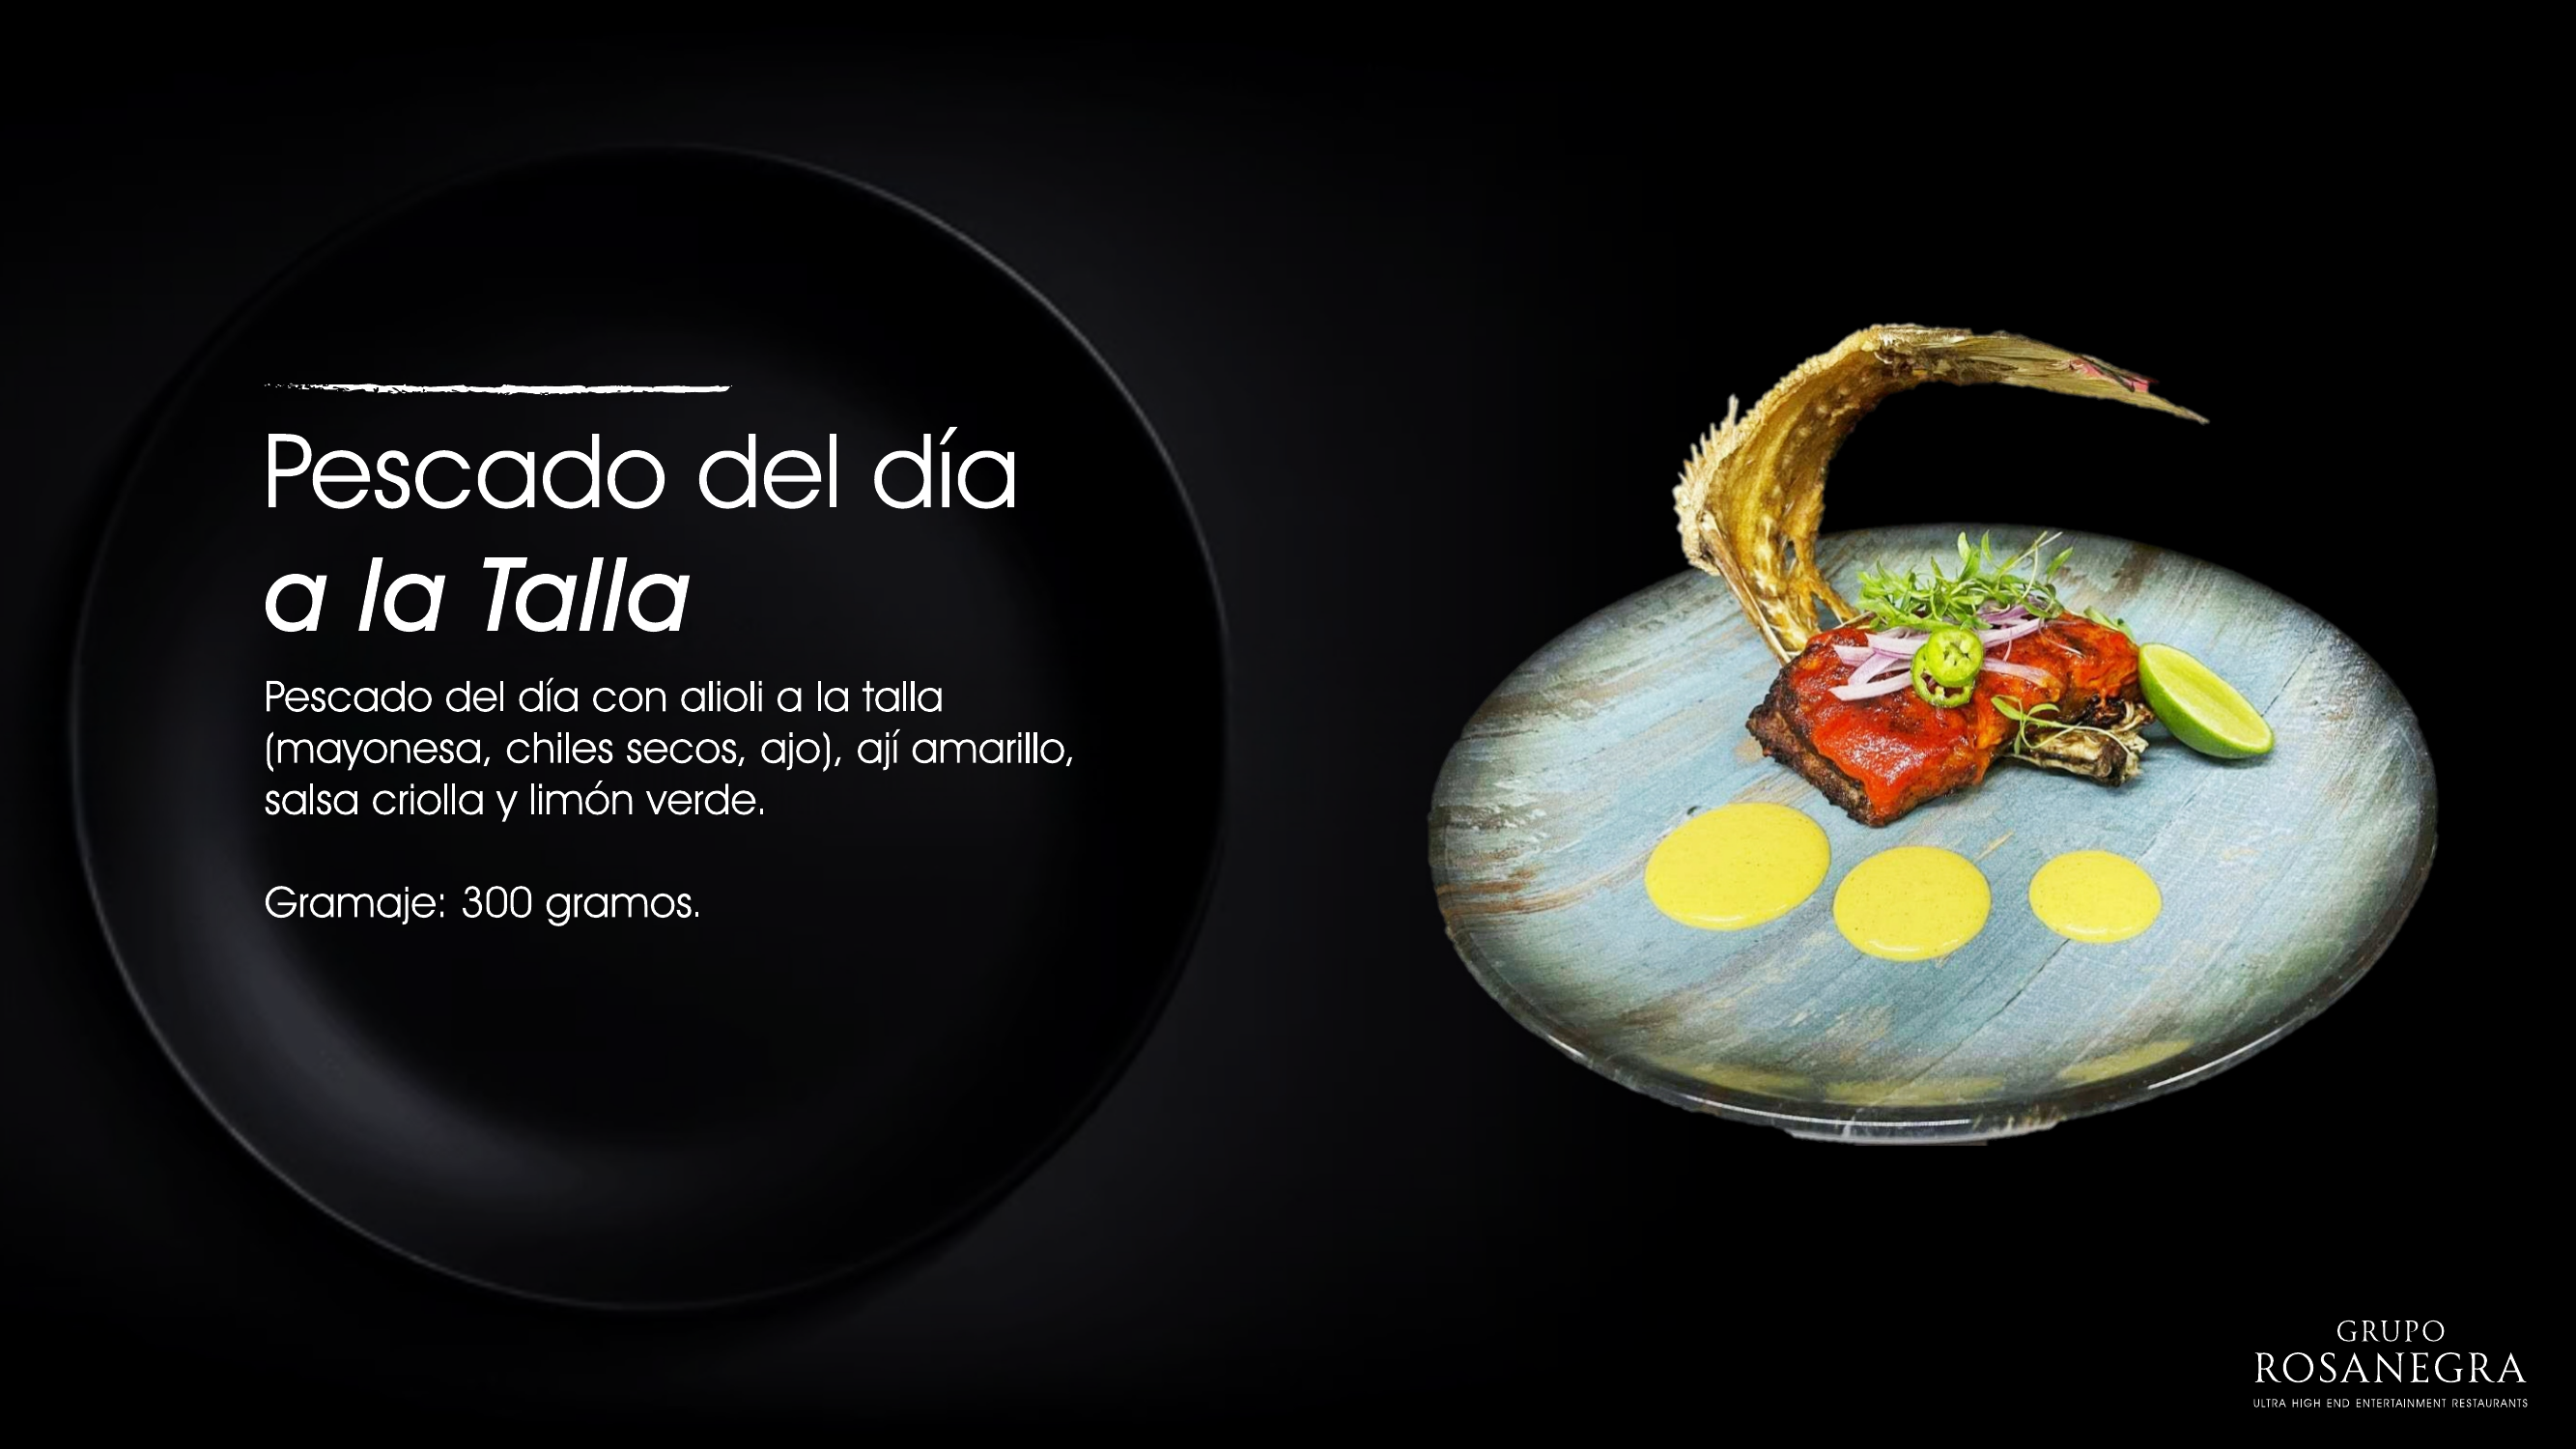 Pescado del día
a la Talla
Pescado del día con alioli a la talla
(mayonesa, chiles secos, ajo), ají amarillo,
salsa criolla y limón verde.
Gramaje: 300 gramos.
GRUPO
ROSANEGRA
ULTRA HIGH END ENTERTAINMENT RESTAURANTS